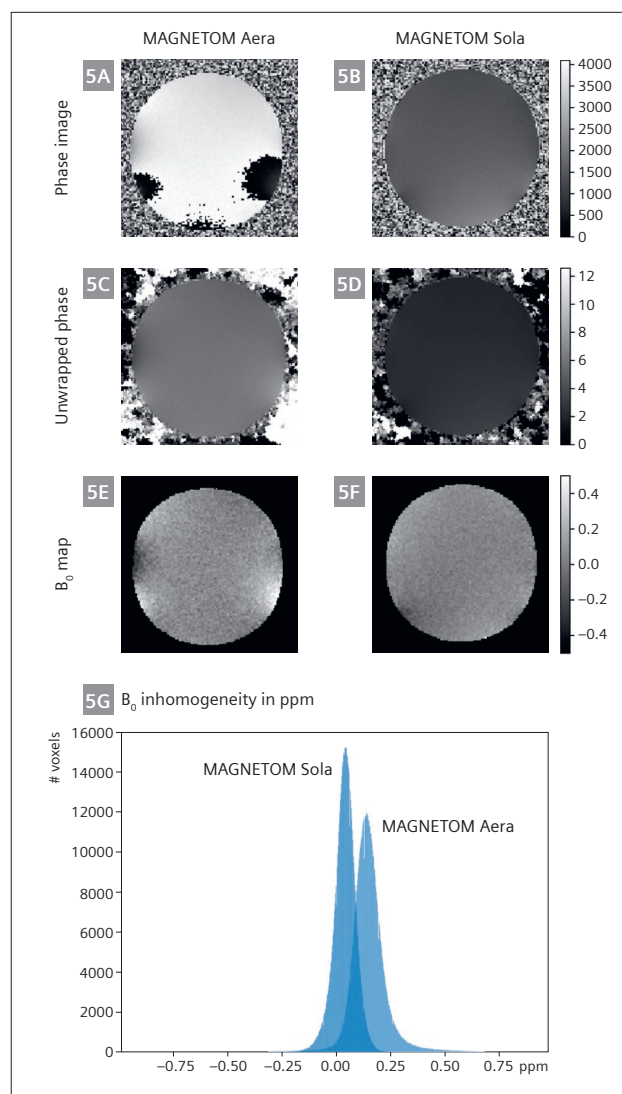 MAGNETOM Aera MAGNETOM Sola
Phase image
5A
5B
4000
3500
3000
2500
2000
1500
1000
500
0
Unwrapped phase
5C
5D
12
10
8
6
4
2
0
B₀ map
5E
5F
0.4
0.2
0.0
−0.2
−0.4
5G B₀ inhomogeneity in ppm
# voxels
16000
14000
12000
10000
8000
6000
4000
2000
0
MAGNETOM Sola
MAGNETOM Aera
−0.75 −0.50 −0.25 0.00 0.25 0.50 0.75 ppm